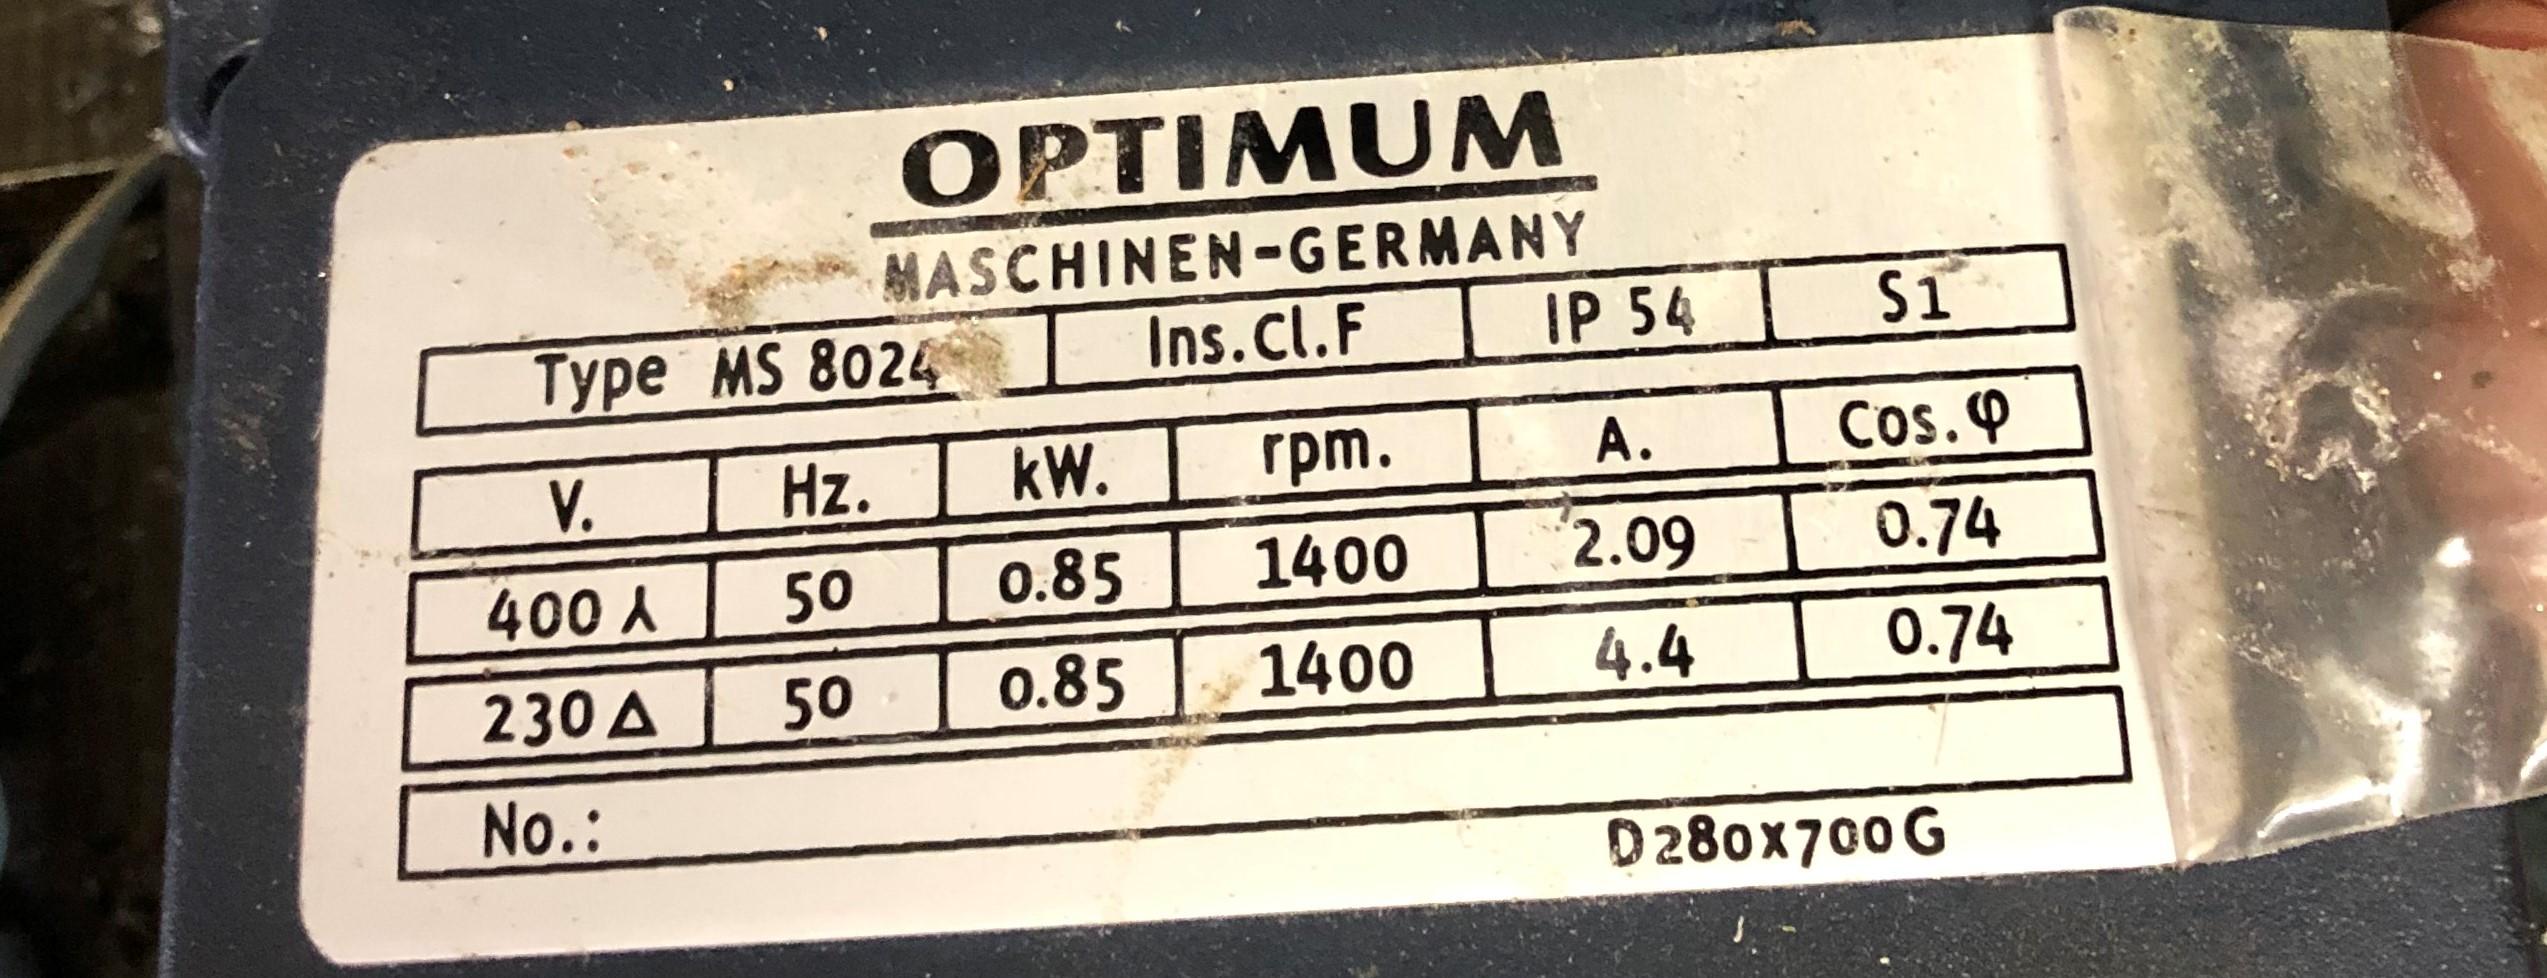 OPTIMUM
MASCHINEN-GERMANY
Type MS 8024 Ins.Cl.F IP 54 S1
V. Hz. kW. rpm. A. Cos.φ
400 ⅄ 50 0.85 1400 2.09 0.74
230 Δ 50 0.85 1400 4.4 0.74
No.:
D280X700G